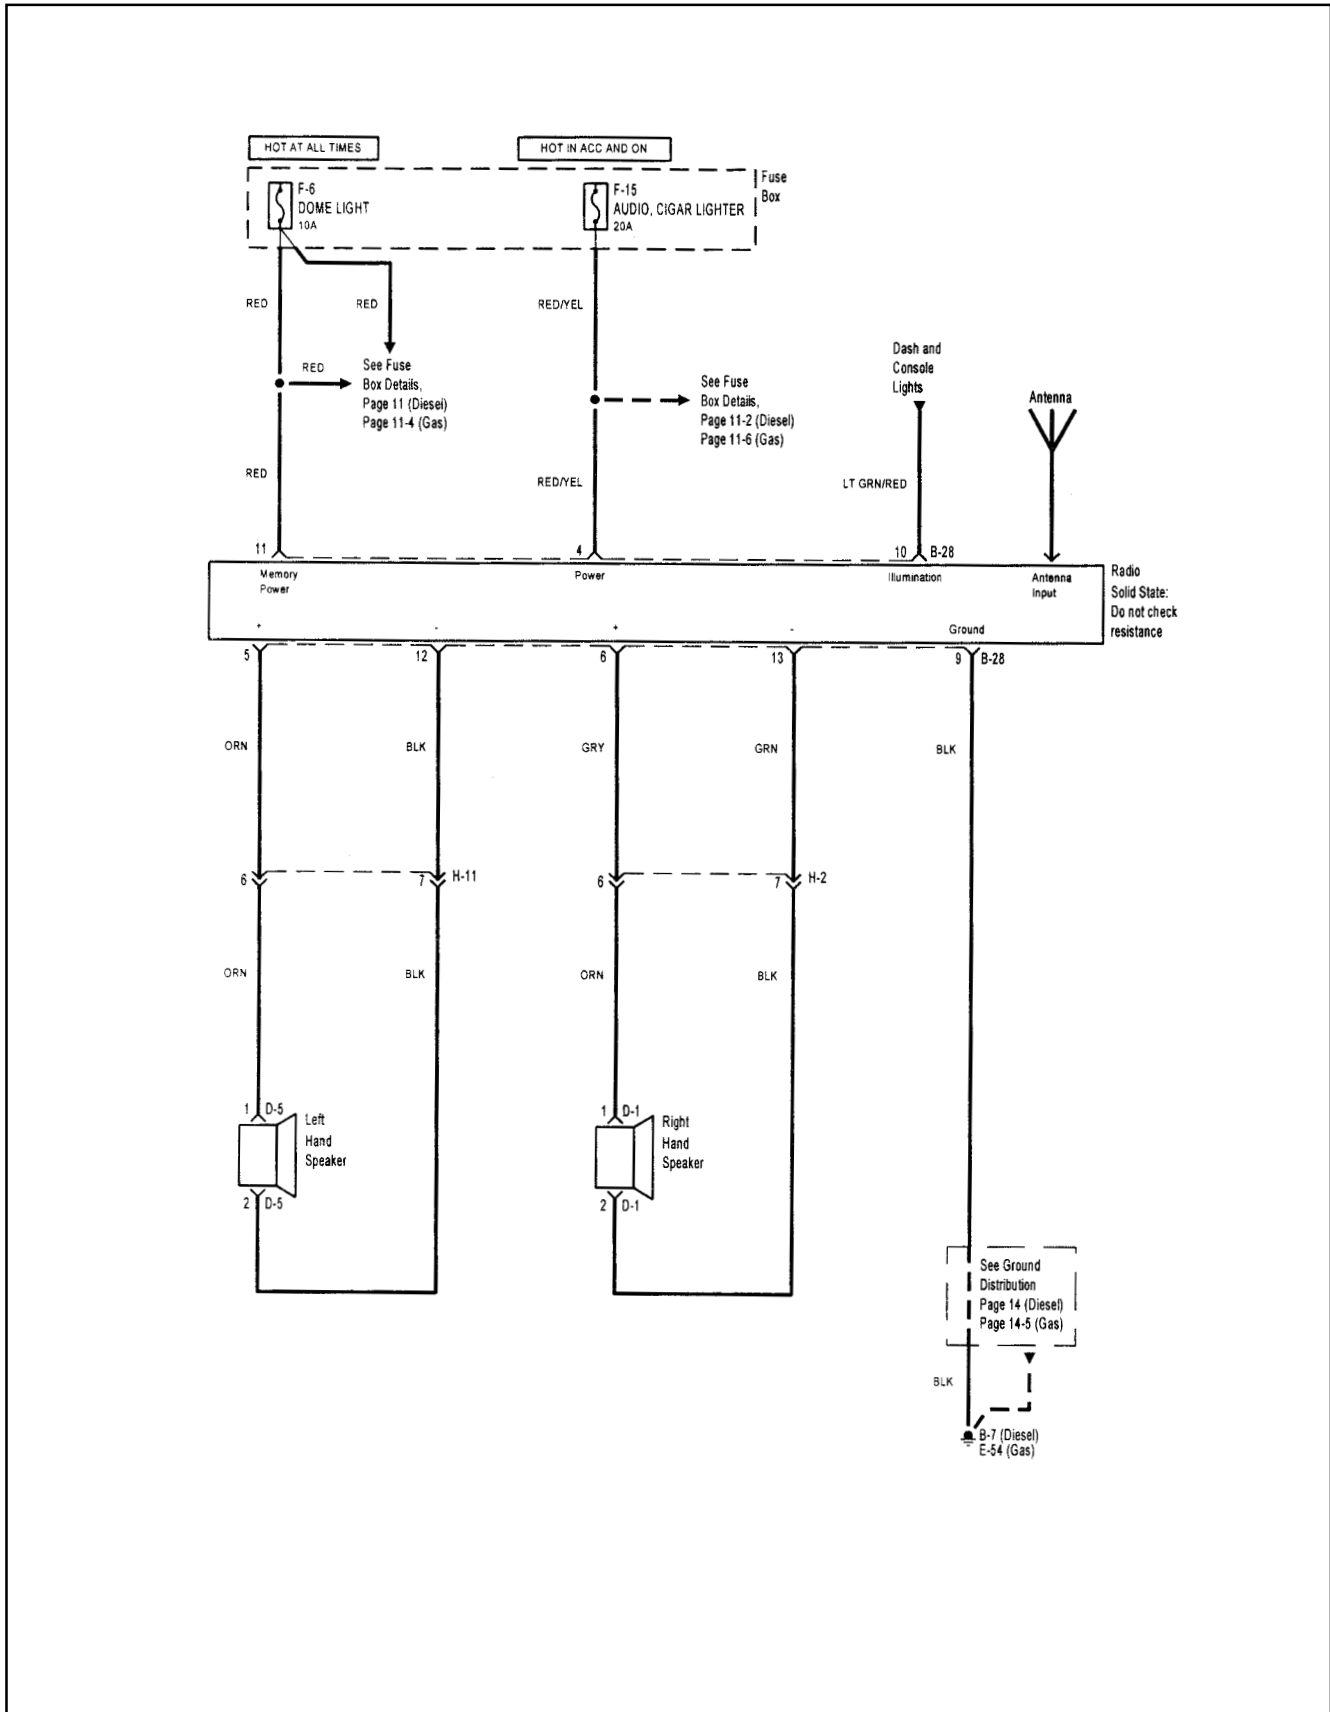 HOT AT ALL TIMES
HOT IN ACC AND ON
F-6
DOME LIGHT
10A
F-15
AUDIO, CIGAR LIGHTER
20A
Fuse
Box
RED
RED
RED/YEL
RED
See Fuse
Box Details,
Page 11 (Diesel)
Page 11-4 (Gas)
See Fuse
Box Details,
Page 11-2 (Diesel)
Page 11-6 (Gas)
Dash and
Console
Lights
Antenna
RED
RED/YEL
LT GRN/RED
11
4
10
B-28
Memory
Power
Power
Illumination
Antenna
Input
Radio
Solid State:
Do not check
resistance
+
-
+
-
Ground
5
12
6
13
9
B-28
ORN
BLK
GRY
GRN
BLK
6
7
H-11
6
7
H-2
ORN
BLK
ORN
BLK
1
D-5
Left
Hand
Speaker
2
D-5
1
D-1
Right
Hand
Speaker
2
D-1
See Ground
Distribution
Page 14 (Diesel)
Page 14-5 (Gas)
BLK
B-7 (Diesel)
E-54 (Gas)